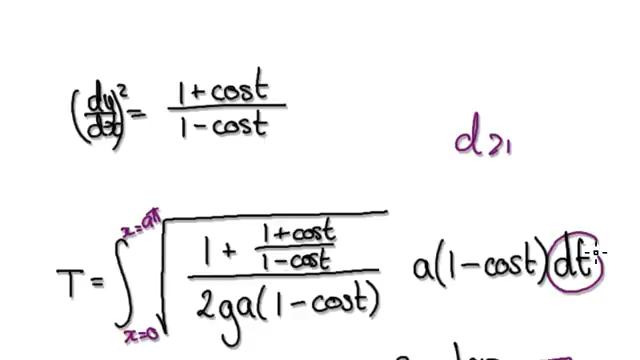 (dy/dx)² = (1+cost)/(1-cost)
d x
T = ∫_{x=0}^{x=aπ} √((1 + (1+cost)/(1-cost))/(2ga(1-cost))) a(1-cost)dt